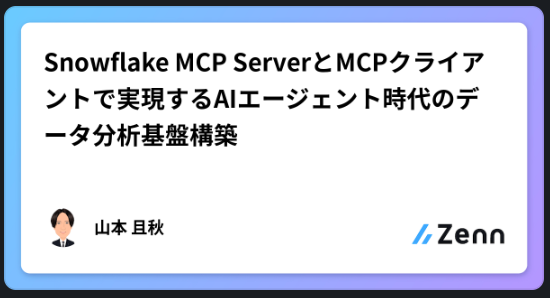 Snowflake MCP ServerとMCPクライア
ントで実現するAIエージェント時代のデ
ータ分析基盤構築
山本 且秋
Zenn